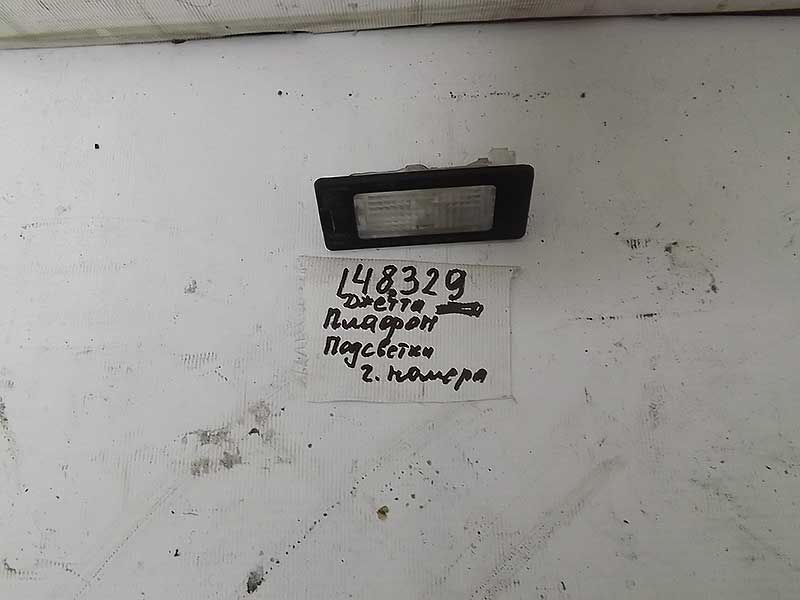 148329
Джетта
Плафон
Подсветки
г. номера